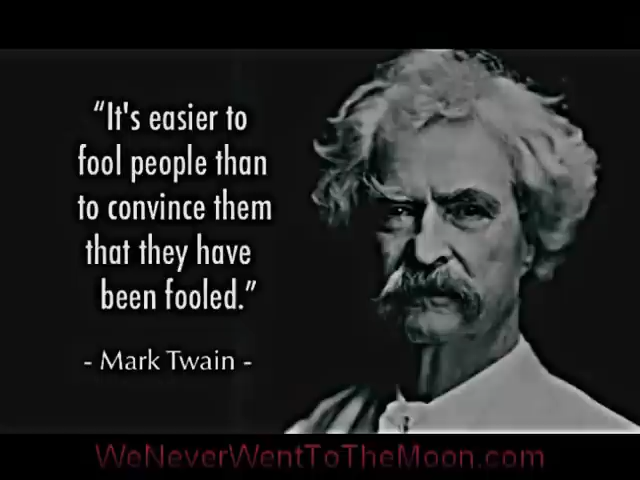 “It's easier to
fool people than
to convince them
that they have
been fooled.”
- Mark Twain -
WeNeverWentToTheMoon.com